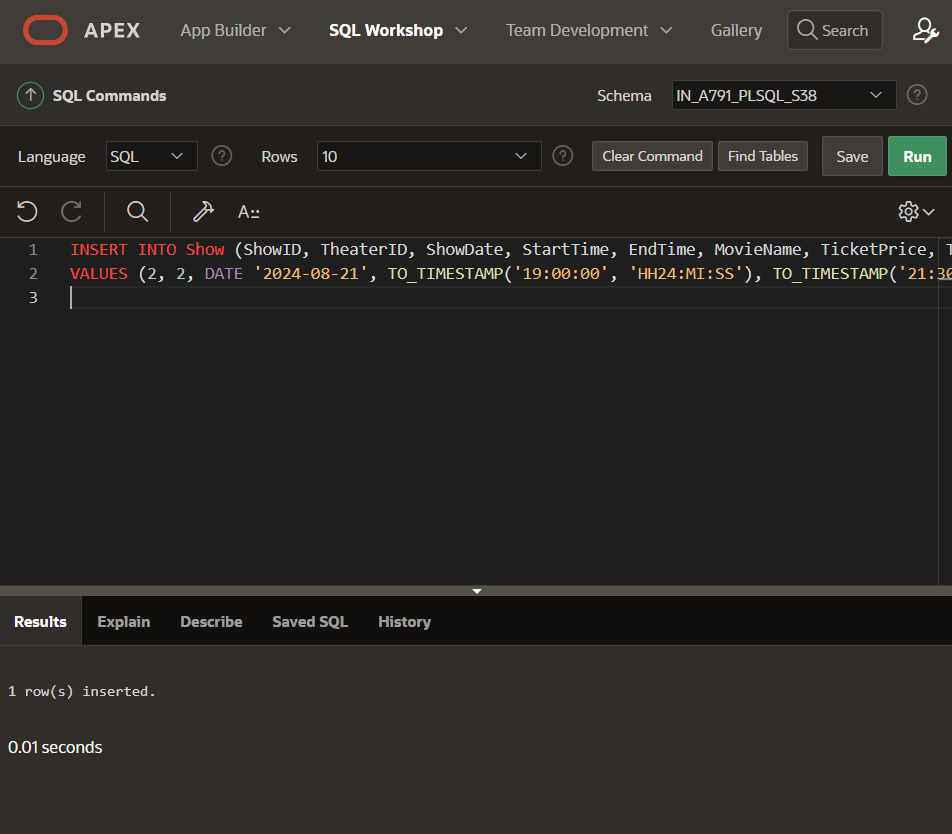 APEX App Builder SQL Workshop Team Development Gallery Search
SQL Commands Schema IN_A791_PLSQL_S38 ?
Language SQL ? Rows 10 ? Clear Command Find Tables Save Run
A::
1 INSERT INTO Show (ShowID, TheaterID, ShowDate, StartTime, EndTime, MovieName, TicketPrice, T
2 VALUES (2, 2, DATE '2024-08-21', TO_TIMESTAMP('19:00:00', 'HH24:MI:SS'), TO_TIMESTAMP('21:30
3
Results Explain Describe Saved SQL History
1 row(s) inserted.
0.01 seconds